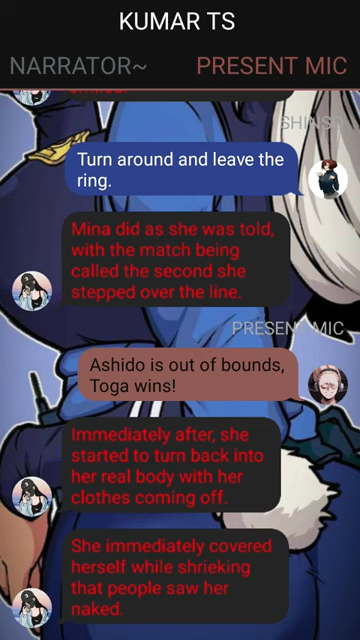 KUMAR TS
NARRATOR~ PRESENT MIC
SHINSO
Turn around and leave the
ring.
Mina did as she was told,
with the match being
called the second she
stepped over the line.
PRESENT MIC
Ashido is out of bounds,
Toga wins!
Immediately after, she
started to turn back into
her real body with her
clothes coming off.
She immediately covered
herself while shrieking
that people saw her
naked.